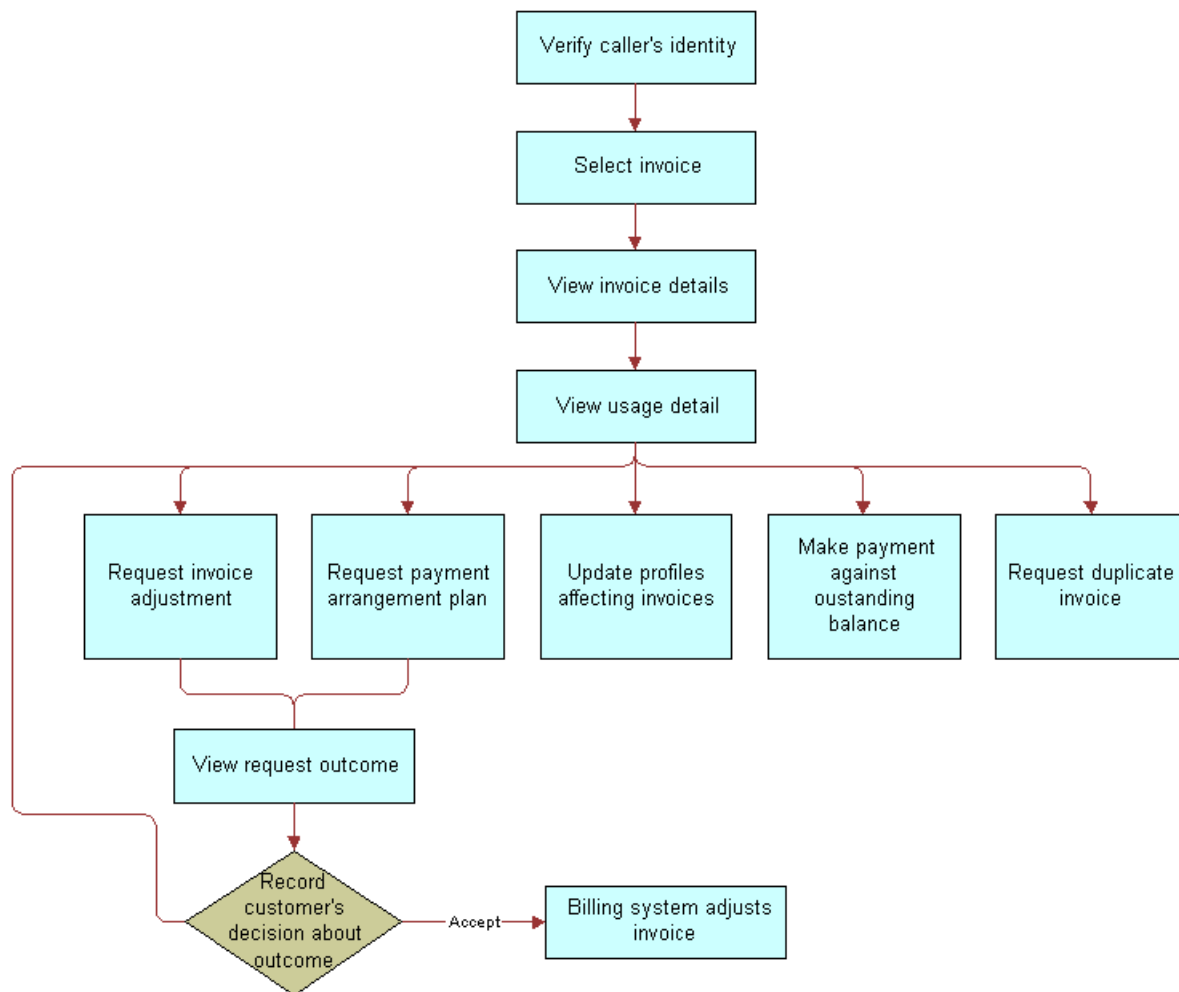 Verify caller's identity
Select invoice
View invoice details
View usage detail
Request invoice
adjustment
Request payment
arrangement plan
Update profiles
affecting invoices
Make payment
against
oustanding
balance
Request duplicate
invoice
View request outcome
Record
customer's
decision about
outcome
Accept
Billing system adjusts
invoice